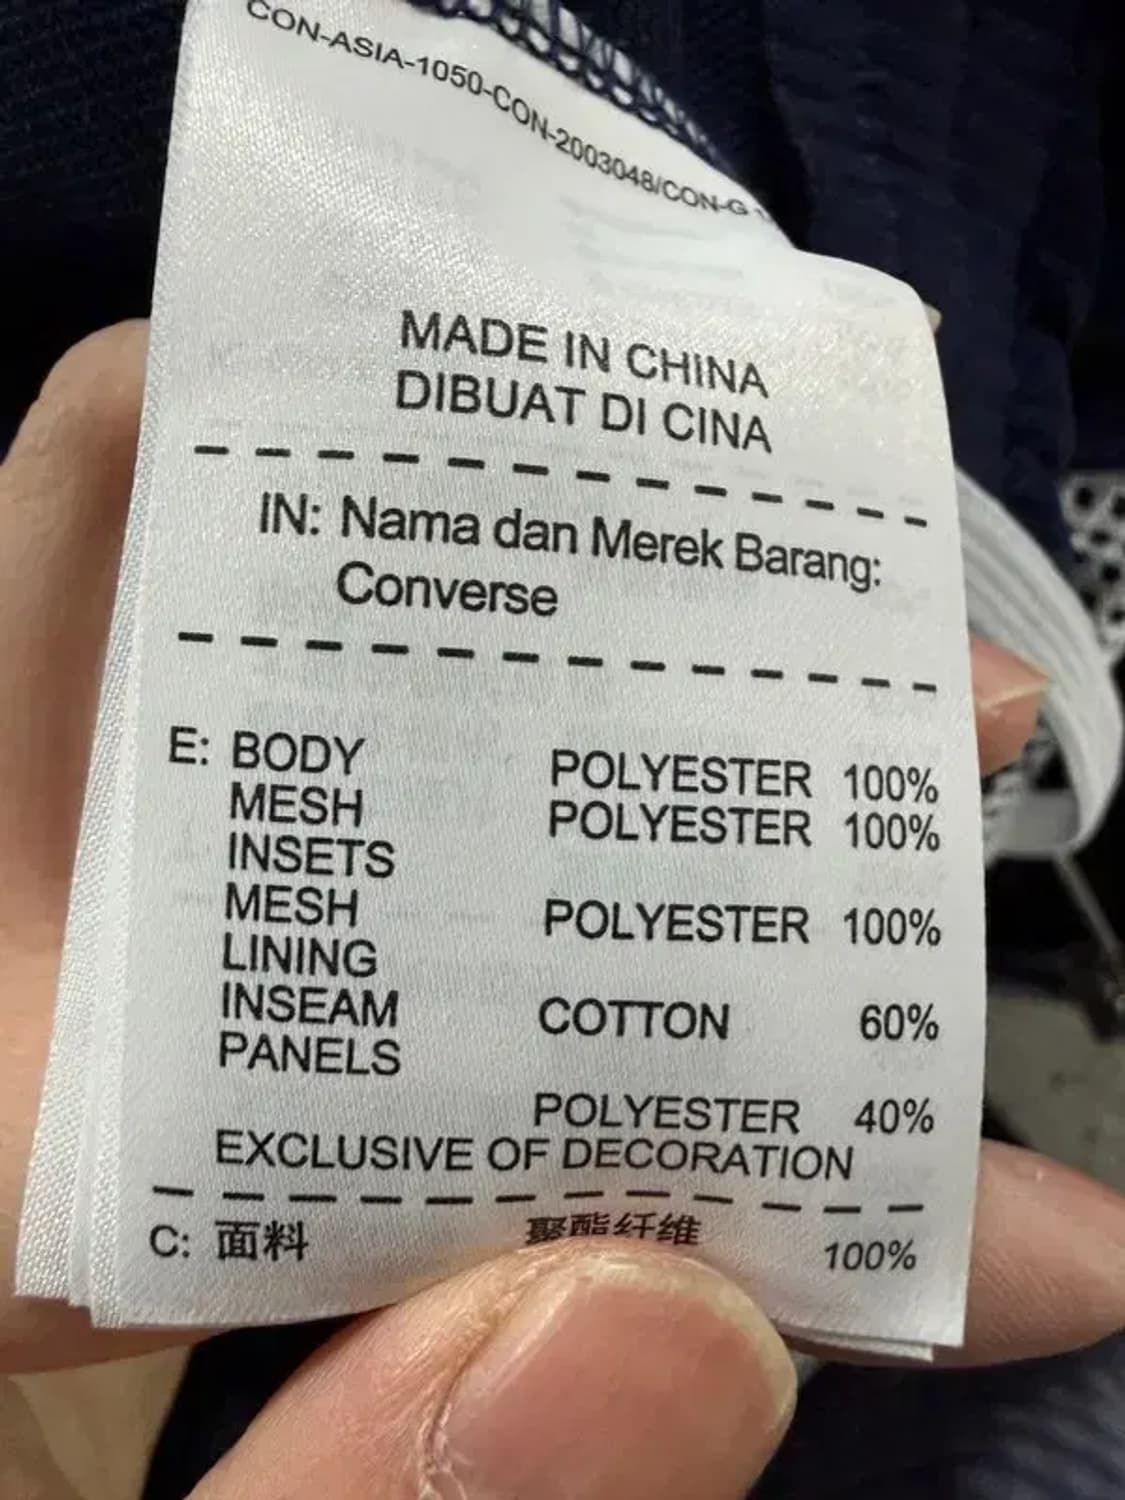 CON-ASIA-1050-CON-2003048/CON-G
MADE IN CHINA
DIBUAT DI CINA
IN: Nama dan Merek Barang:
Converse
E: BODY POLYESTER 100%
MESH POLYESTER 100%
INSETS
MESH POLYESTER 100%
LINING
INSEAM COTTON 60%
PANELS
POLYESTER 40%
EXCLUSIVE OF DECORATION
C: 面料 聚酯纤维 100%